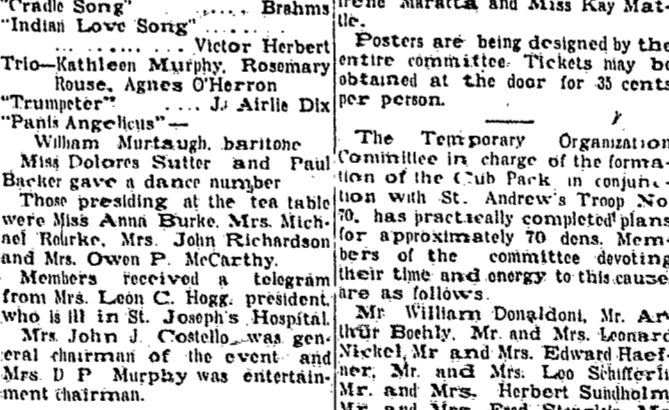 "Cradle Song" Brahms
"Indian Love Song" .......
... ....... ... Victor Herbert
Trio—Kathleen Murphy, Rosemary
Rouse, Agnes O'Herron
"Trumpeter" .... J. Airlie Dix
"Panis Angelicus"—
William Murtaugh, baritone
Miss Dolores Sutter and Paul
Backer gave a dance number
Those presiding at the tea table
were Miss Anna Burke, Mrs. Mich-
ael Rourke, Mrs. John Richardson
and Mrs. Owen P. McCarthy.
Members received a telegram
from Mrs. Leon C. Hogg, president,
who is ill in St. Joseph's Hospital.
Mrs. John J. Costello was gen-
eral chairman of the event and
Mrs. D P Murphy was entertain-
ment chairman.
Irene Maratta and Miss Kay Mat-
tle.
Posters are being designed by the
entire committee. Tickets may be
obtained at the door for 35 cents
per person.
The Temporary Organization
Committee in charge of the forma-
tion of the Cub Park in conjunc-
tion with St. Andrew's Troop No
70, has practically completed plans
for approximately 70 dens. Mem-
bers of the committee devoting
their time and energy to this cause
are as follows.
Mr William Donaldoni, Mr. Ar
thur Boehly, Mr. and Mrs. Leonard
Nickel, Mr and Mrs. Edward Haef-
ner, Mr. and Mrs. Leo Schifferli
Mr. and Mrs. Herbert Sundholm
Mr. and Mrs. Fred